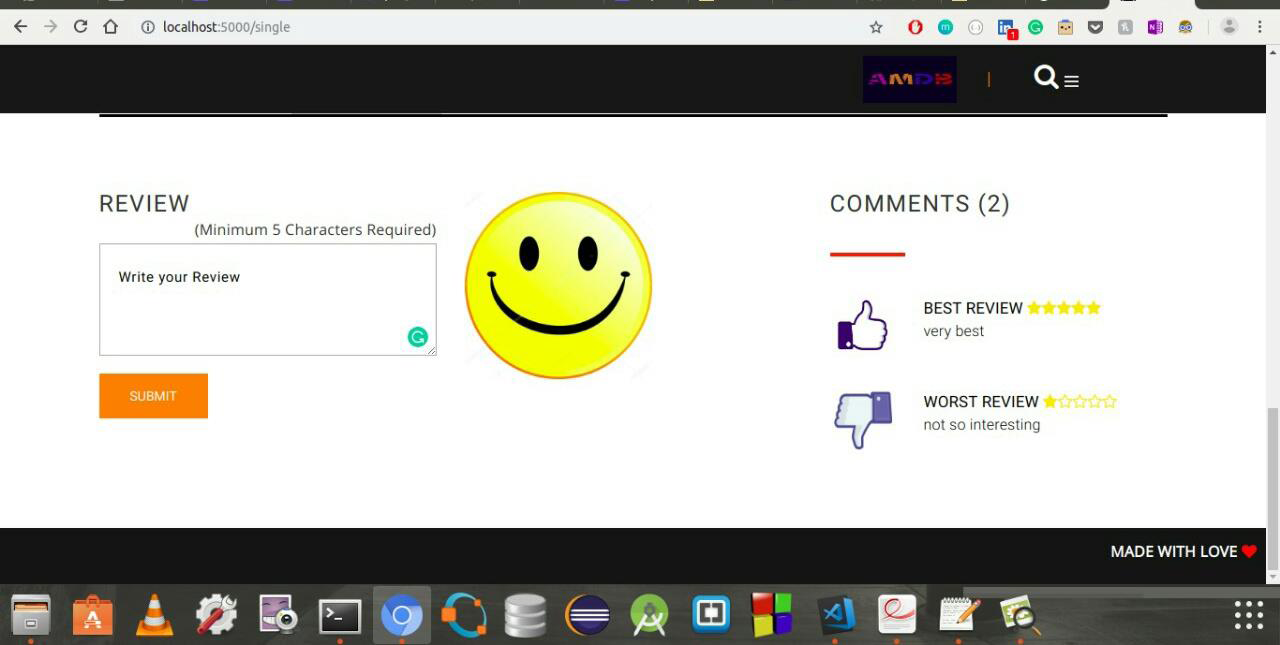 localhost:5000/single
1
AMDB
|
REVIEW
(Minimum 5 Characters Required)
Write your Review
SUBMIT
COMMENTS (2)
BEST REVIEW
very best
WORST REVIEW
not so interesting
MADE WITH LOVE